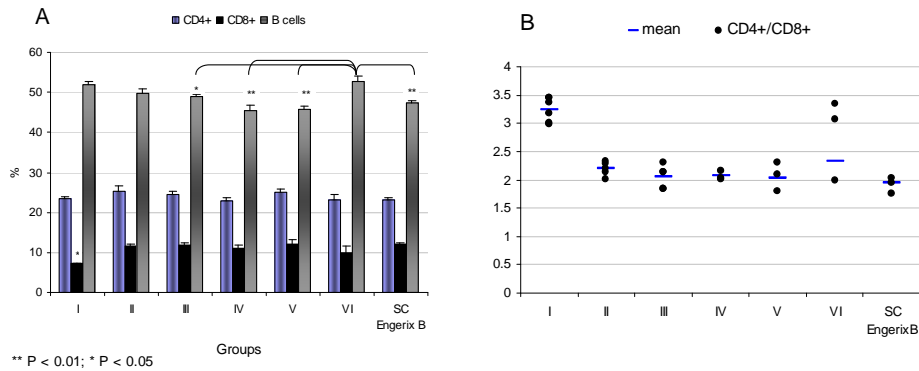 A
CD4+ CD8+ B cells
60
50
40
30
20
10
0
%
* ** ** **
*
I II III IV V VI SC
Engerix B
Groups
** P < 0.01; * P < 0.05
B
mean CD4+/CD8+
4
3.5
3
2.5
2
1.5
1
0.5
0
I II III IV V VI SC
Engerix B